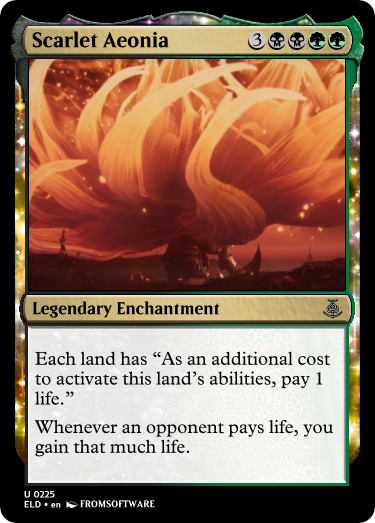 Scarlet Aeonia 3
Legendary Enchantment
Each land has “As an additional cost
to activate this land’s abilities, pay 1
life.”
Whenever an opponent pays life, you
gain that much life.
U 0225
ELD • en FROMSOFTWARE